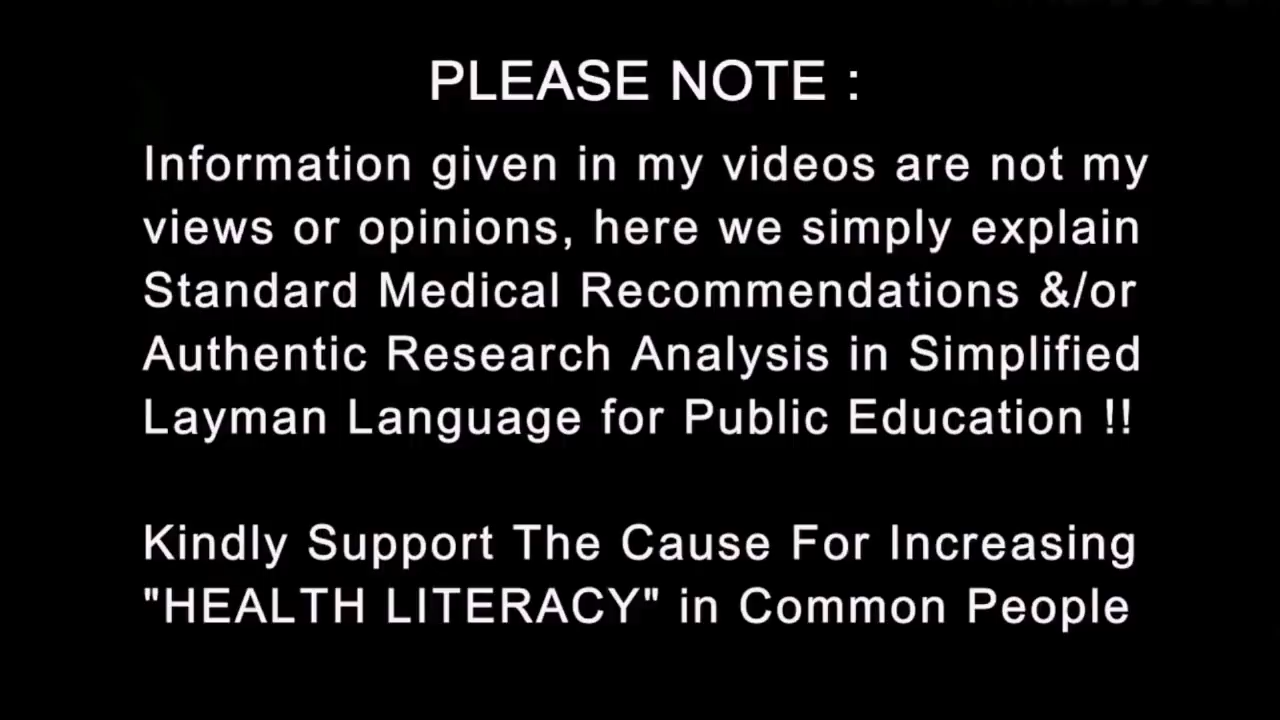 PLEASE NOTE :
Information given in my videos are not my
views or opinions, here we simply explain
Standard Medical Recommendations &/or
Authentic Research Analysis in Simplified
Layman Language for Public Education !!
Kindly Support The Cause For Increasing
"HEALTH LITERACY" in Common People